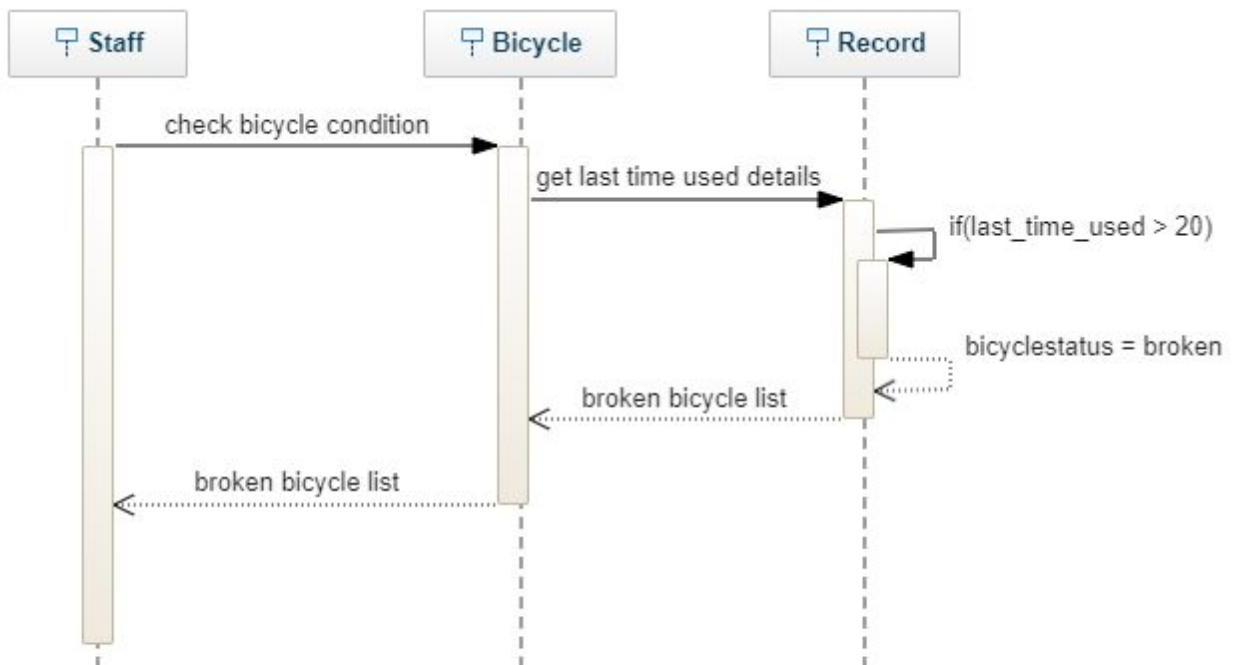 Staff
Bicycle
Record
check bicycle condition
get last time used details
if(last_time_used > 20)
bicyclestatus = broken
broken bicycle list
broken bicycle list